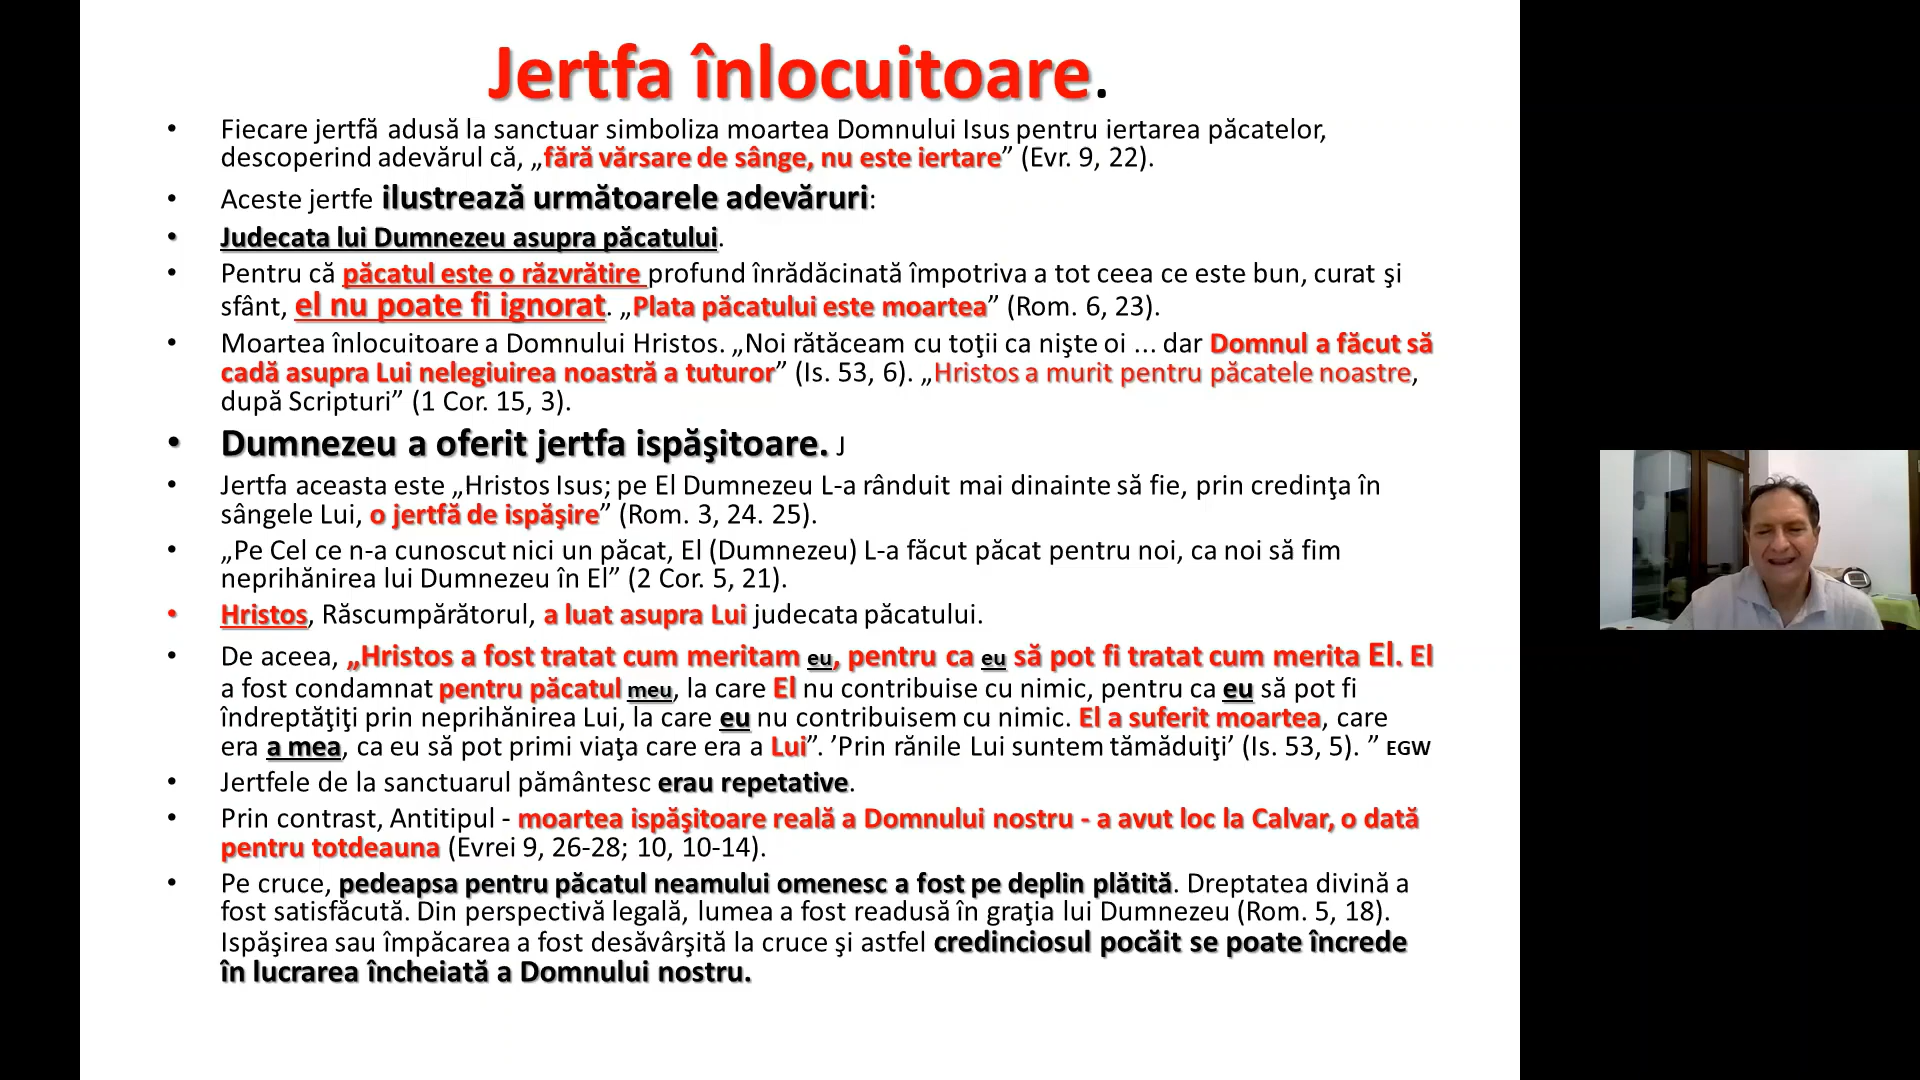 Jertfa înlocuitoare.
• Fiecare jertfă adusă la sanctuar simboliza moartea Domnului Isus pentru iertarea păcatelor,
descoperind adevărul că, „fără vărsare de sânge, nu este iertare” (Evr. 9, 22).
• Aceste jertfe ilustrează următoarele adevăruri:
• Judecata lui Dumnezeu asupra păcatului.
• Pentru că păcatul este o răzvrătire profund înrădăcinată împotriva a tot ceea ce este bun, curat şi
sfânt, el nu poate fi ignorat. „Plata păcatului este moartea” (Rom. 6, 23).
• Moartea înlocuitoare a Domnului Hristos. „Noi rătăceam cu toţii ca nişte oi ... dar Domnul a făcut să
cadă asupra Lui nelegiuirea noastră a tuturor” (Is. 53, 6). „Hristos a murit pentru păcatele noastre,
după Scripturi” (1 Cor. 15, 3).
• Dumnezeu a oferit jertfa ispăşitoare. J
• Jertfa aceasta este „Hristos Isus; pe El Dumnezeu L-a rânduit mai dinainte să fie, prin credinţa în
sângele Lui, o jertfă de ispăşire” (Rom. 3, 24. 25).
• „Pe Cel ce n-a cunoscut nici un păcat, El (Dumnezeu) L-a făcut păcat pentru noi, ca noi să fim
neprihănirea lui Dumnezeu în El” (2 Cor. 5, 21).
• Hristos, Răscumpărătorul, a luat asupra Lui judecata păcatului.
• De aceea, „Hristos a fost tratat cum meritam eu, pentru ca eu să pot fi tratat cum merita El. El
a fost condamnat pentru păcatul meu, la care El nu contribuise cu nimic, pentru ca eu să pot fi
îndreptăţiţi prin neprihănirea Lui, la care eu nu contribuisem cu nimic. El a suferit moartea, care
era a mea, ca eu să pot primi viaţa care era a Lui”. ’Prin rănile Lui suntem tămăduiţi’ (Is. 53, 5). ” EGW
• Jertfele de la sanctuarul pământesc erau repetative.
• Prin contrast, Antitipul - moartea ispăşitoare reală a Domnului nostru - a avut loc la Calvar, o dată
pentru totdeauna (Evrei 9, 26-28; 10, 10-14).
• Pe cruce, pedeapsa pentru păcatul neamului omenesc a fost pe deplin plătită. Dreptatea divină a
fost satisfăcută. Din perspectivă legală, lumea a fost readusă în graţia lui Dumnezeu (Rom. 5, 18).
Ispăşirea sau împăcarea a fost desăvârşită la cruce şi astfel credinciosul pocăit se poate încrede
în lucrarea încheiată a Domnului nostru.